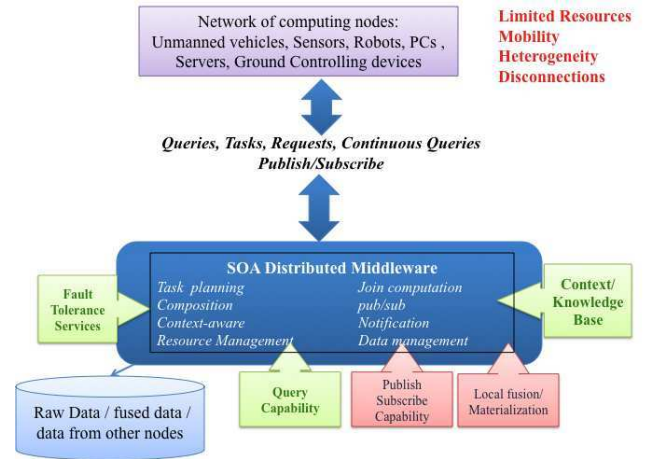 Network of computing nodes:
Unmanned vehicles, Sensors, Robots, PCs ,
Servers, Ground Controlling devices
Limited Resources
Mobility
Heterogeneity
Disconnections
Queries, Tasks, Requests, Continuous Queries
Publish/Subscribe
SOA Distributed Middleware
Task planning
Composition
Context-aware
Resource Management
Join computation
pub/sub
Notification
Data management
Fault
Tolerance
Services
Context/
Knowledge
Base
Query
Capability
Publish
Subscribe
Capability
Local fusion/
Materialization
Raw Data / fused data /
data from other nodes